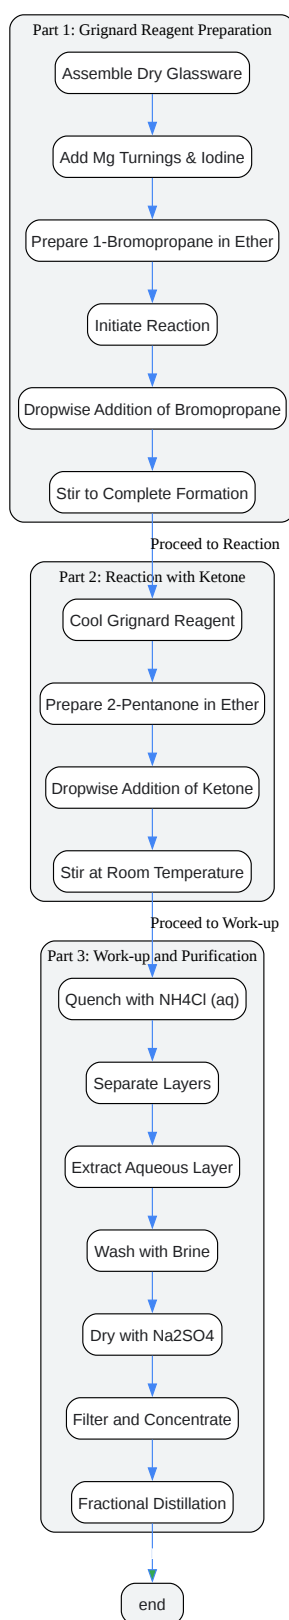 Part 1: Grignard Reagent Preparation
Assemble Dry Glassware
Add Mg Turnings & Iodine
Prepare 1-Bromopropane in Ether
Initiate Reaction
Dropwise Addition of Bromopropane
Stir to Complete Formation
Proceed to Reaction
Part 2: Reaction with Ketone
Cool Grignard Reagent
Prepare 2-Pentanone in Ether
Dropwise Addition of Ketone
Stir at Room Temperature
Proceed to Work-up
Part 3: Work-up and Purification
Quench with NH4Cl (aq)
Separate Layers
Extract Aqueous Layer
Wash with Brine
Dry with Na2SO4
Filter and Concentrate
Fractional Distillation
end